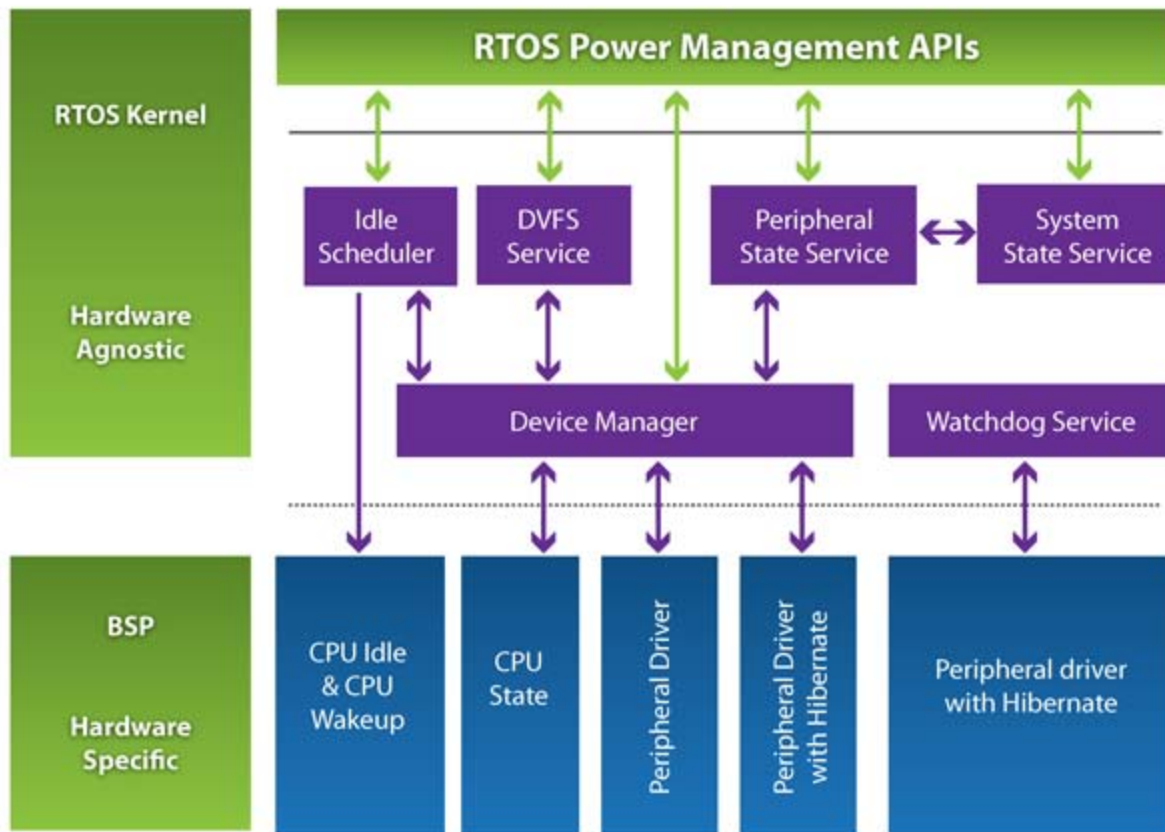 RTOS Power Management APIs
RTOS Kernel
Hardware
Agnostic
Idle
Scheduler
DVFS
Service
Peripheral
State Service
System
State Service
Device Manager
Watchdog Service
BSP
Hardware
Specific
CPU Idle
& CPU
Wakeup
CPU
State
Peripheral Driver
Peripheral Driver
with Hibernate
Peripheral driver
with Hibernate